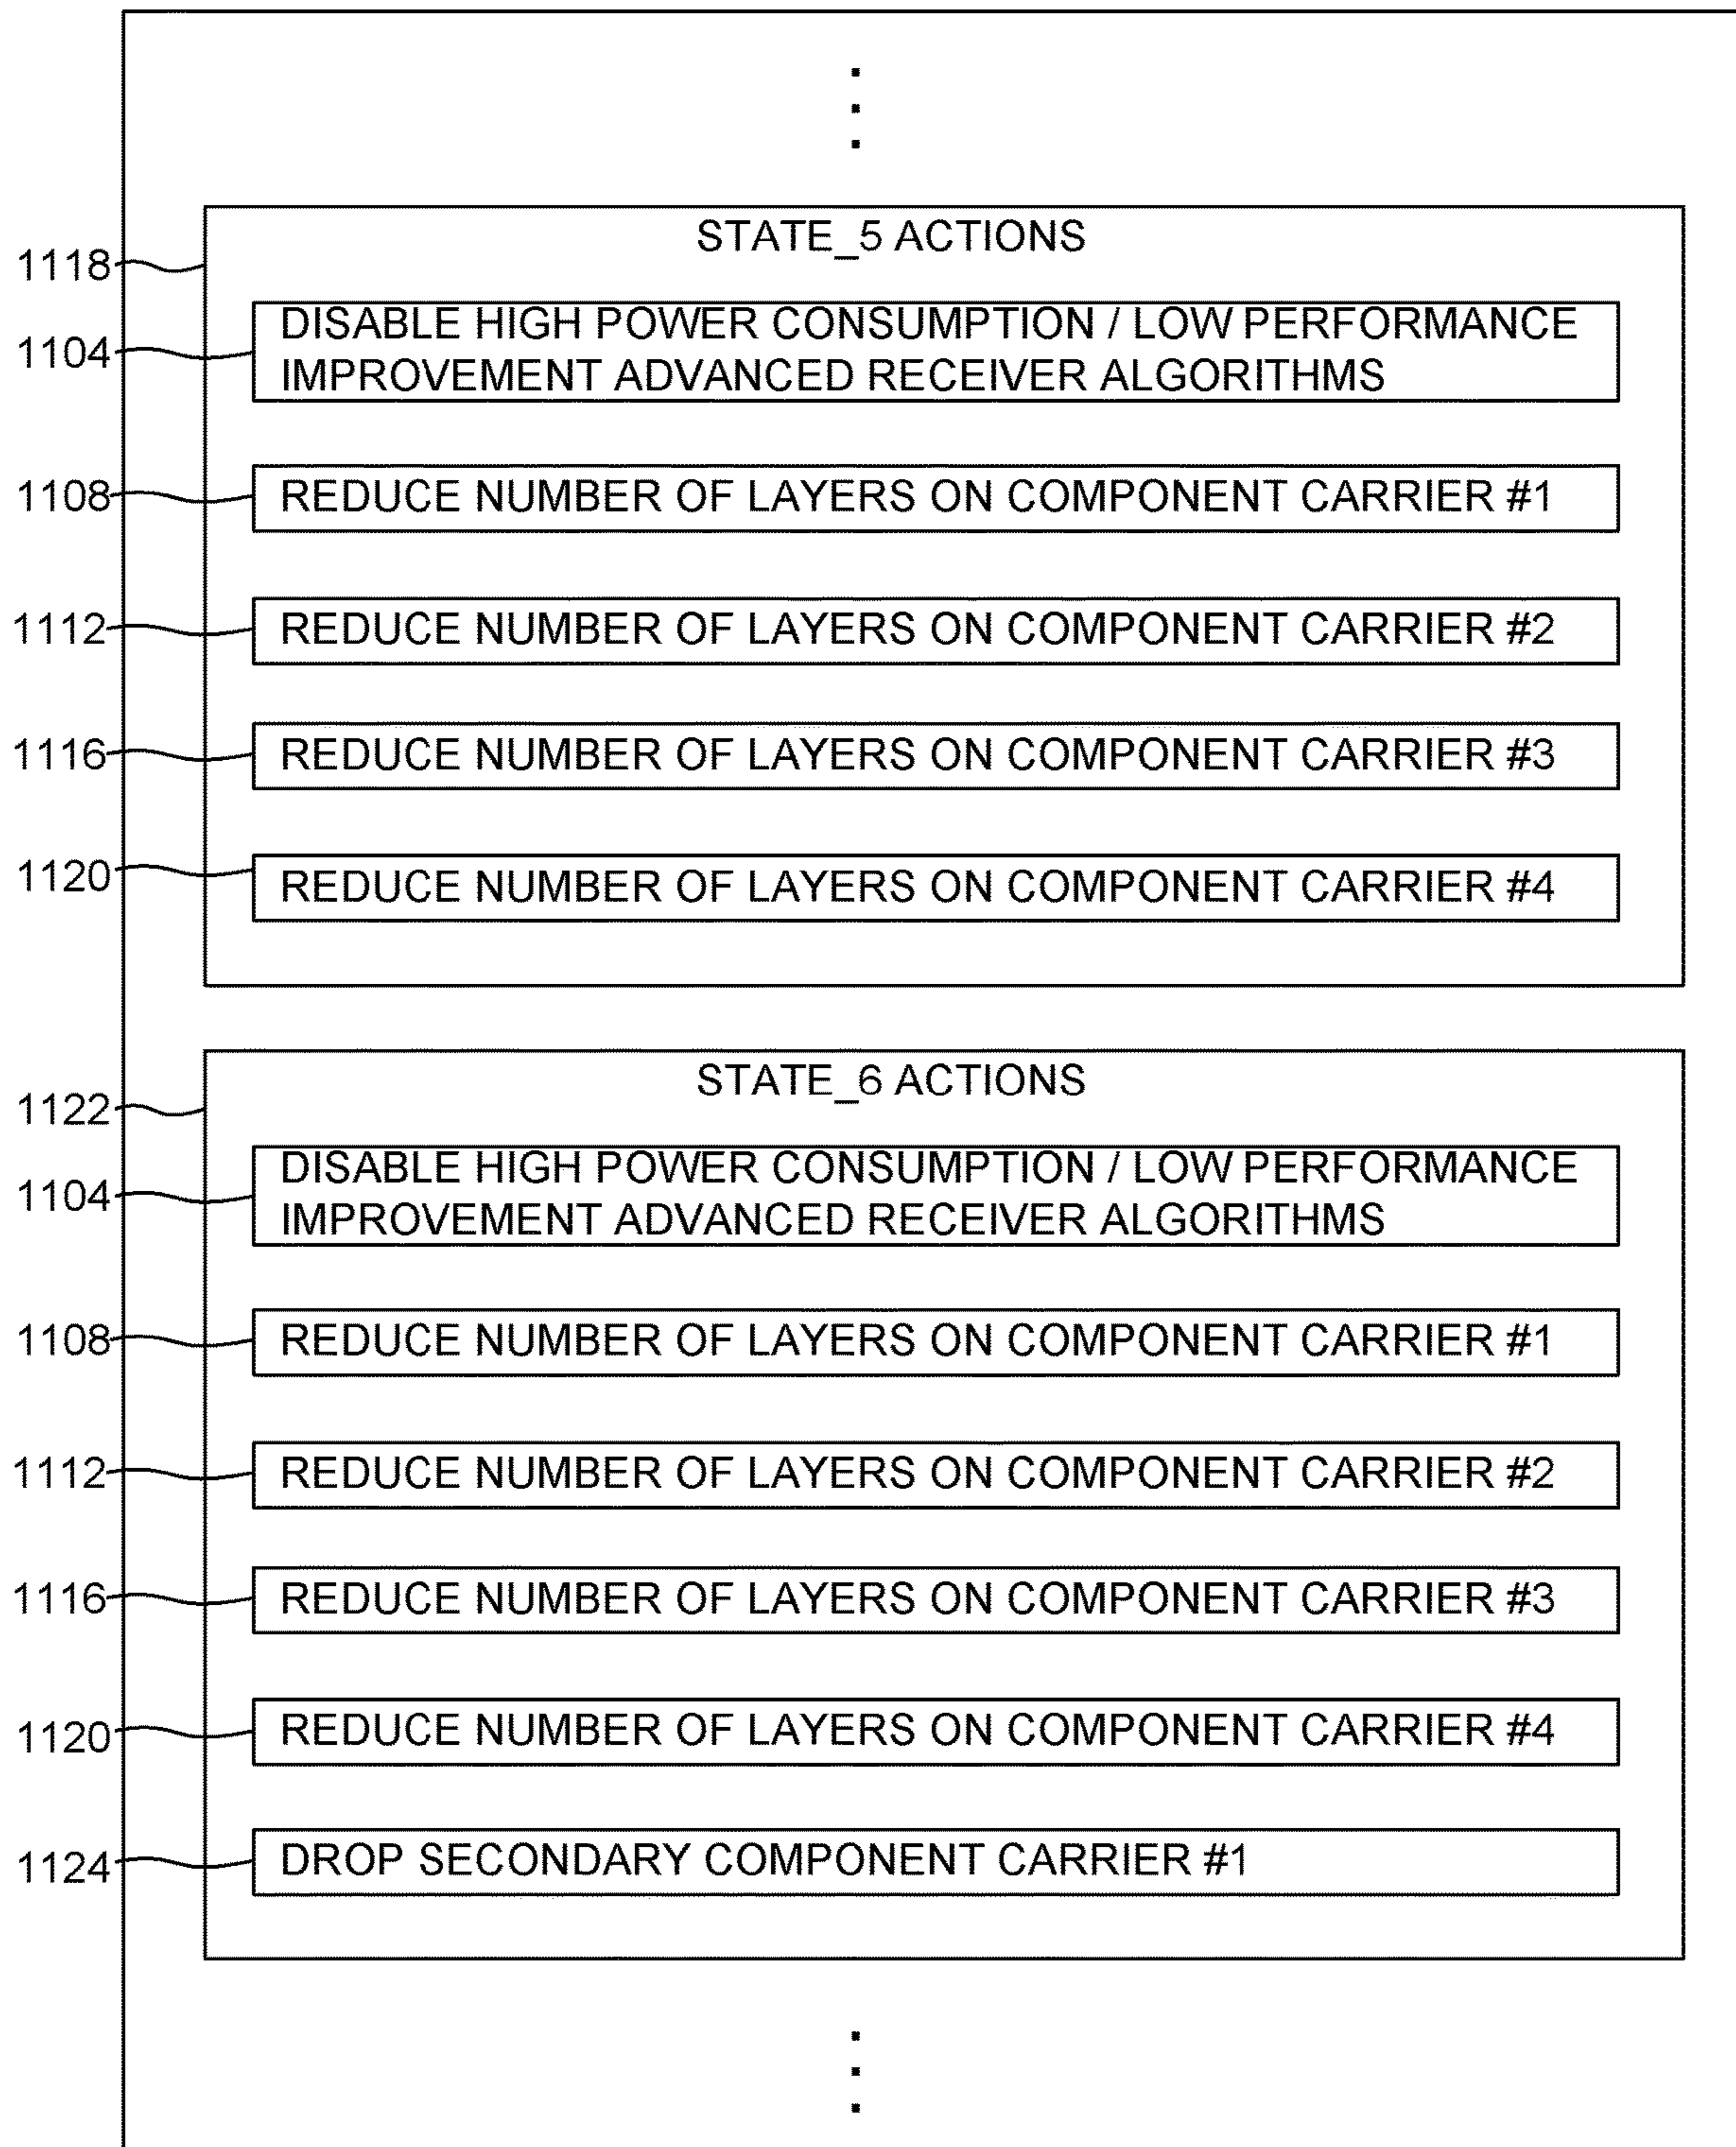 STATE_5 ACTIONS
1118
DISABLE HIGH POWER CONSUMPTION / LOW PERFORMANCE
1104
IMPROVEMENT ADVANCED RECEIVER ALGORITHMS
1108
REDUCE NUMBER OF LAYERS ON COMPONENT CARRIER #1
1112
REDUCE NUMBER OF LAYERS ON COMPONENT CARRIER #2
1116
REDUCE NUMBER OF LAYERS ON COMPONENT CARRIER #3
1120
REDUCE NUMBER OF LAYERS ON COMPONENT CARRIER #4
STATE_6 ACTIONS
1122
DISABLE HIGH POWER CONSUMPTION / LOW PERFORMANCE
1104
IMPROVEMENT ADVANCED RECEIVER ALGORITHMS
1108
REDUCE NUMBER OF LAYERS ON COMPONENT CARRIER #1
1112
REDUCE NUMBER OF LAYERS ON COMPONENT CARRIER #2
1116
REDUCE NUMBER OF LAYERS ON COMPONENT CARRIER #3
1120
REDUCE NUMBER OF LAYERS ON COMPONENT CARRIER #4
1124
DROP SECONDARY COMPONENT CARRIER #1